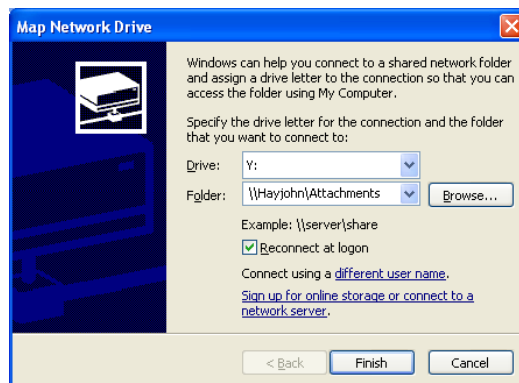 Map Network Drive
Windows can help you connect to a shared network folder
and assign a drive letter to the connection so that you can
access the folder using My Computer.
Specify the drive letter for the connection and the folder
that you want to connect to:
Drive: Y:
Folder: \\Hayjohn\Attachments Browse...
Example: \\server\share
Reconnect at logon
Connect using a different user name.
Sign up for online storage or connect to a
network server.
< Back Finish Cancel